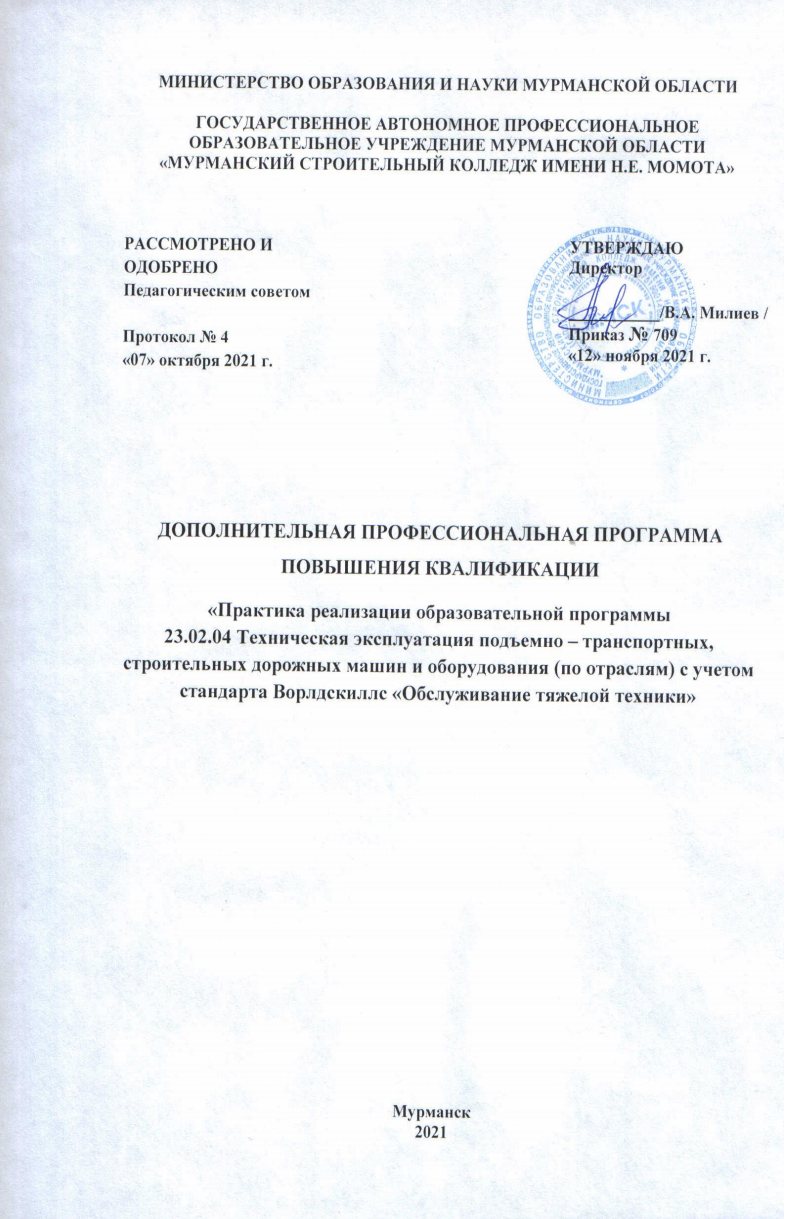 МИНИСТЕРСТВО ОБРАЗОВАНИЯ И НАУКИ МУРМАНСКОЙ ОБЛАСТИ
ГОСУДАРСТВЕННОЕ АВТОНОМНОЕ ПРОФЕССИОНАЛЬНОЕ
ОБРАЗОВАТЕЛЬНОЕ УЧРЕЖДЕНИЕ МУРМАНСКОЙ ОБЛАСТИ
«МУРМАНСКИЙ СТРОИТЕЛЬНЫЙ КОЛЛЕДЖ ИМЕНИ Н.Е. МОМОТА»
РАССМОТРЕНО И
ОДОБРЕНО
Педагогическим советом
Протокол № 4
«07» октября 2021 г.
УТВЕРЖДАЮ
Директор
/В.А. Милиев /
Приказ № 709
«12» ноября 2021 г.
ДОПОЛНИТЕЛЬНАЯ ПРОФЕССИОНАЛЬНАЯ ПРОГРАММА
ПОВЫШЕНИЯ КВАЛИФИКАЦИИ
«Практика реализации образовательной программы
23.02.04 Техническая эксплуатация подъемно – транспортных,
строительных дорожных машин и оборудования (по отраслям) с учетом
стандарта Ворлдскиллс «Обслуживание тяжелой техники»
Мурманск
2021